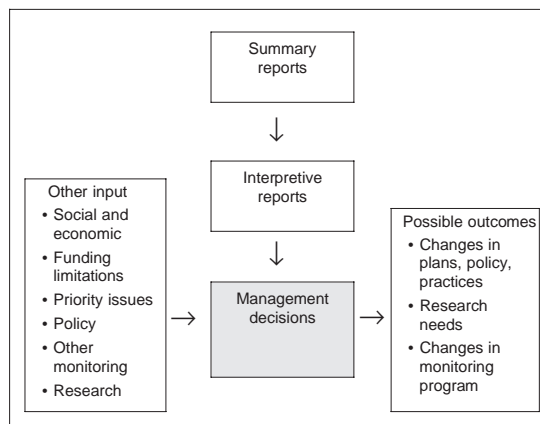 Summary
reports
Interpretive
reports
Other input
• Social and
economic
• Funding
limitations
• Priority issues
• Policy
• Other
monitoring
• Research
Management
decisions
Possible outcomes
• Changes in
plans, policy,
practices
• Research
needs
• Changes in
monitoring
program